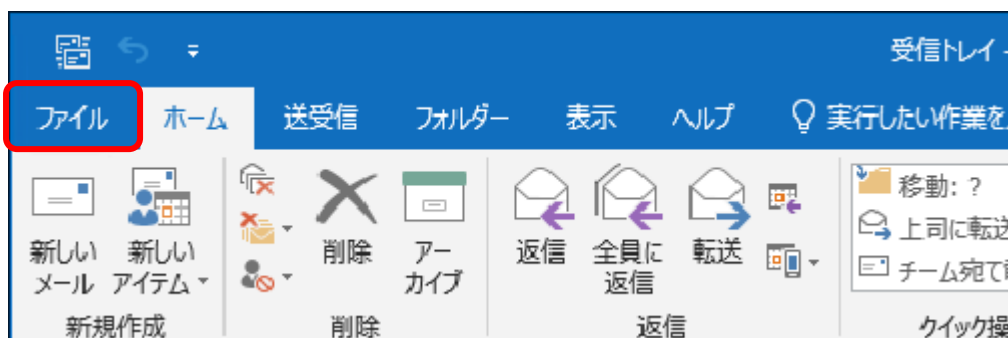 受信トレイ -
ファイル ホーム 送受信 フォルダー 表示 ヘルプ 実行したい作業を
新しい
メール
新しい
アイテム
削除
アー
カイブ
返信
全員に
返信
転送
移動: ?
上司に転送
チーム宛て
新規作成 削除 返信 クイック操